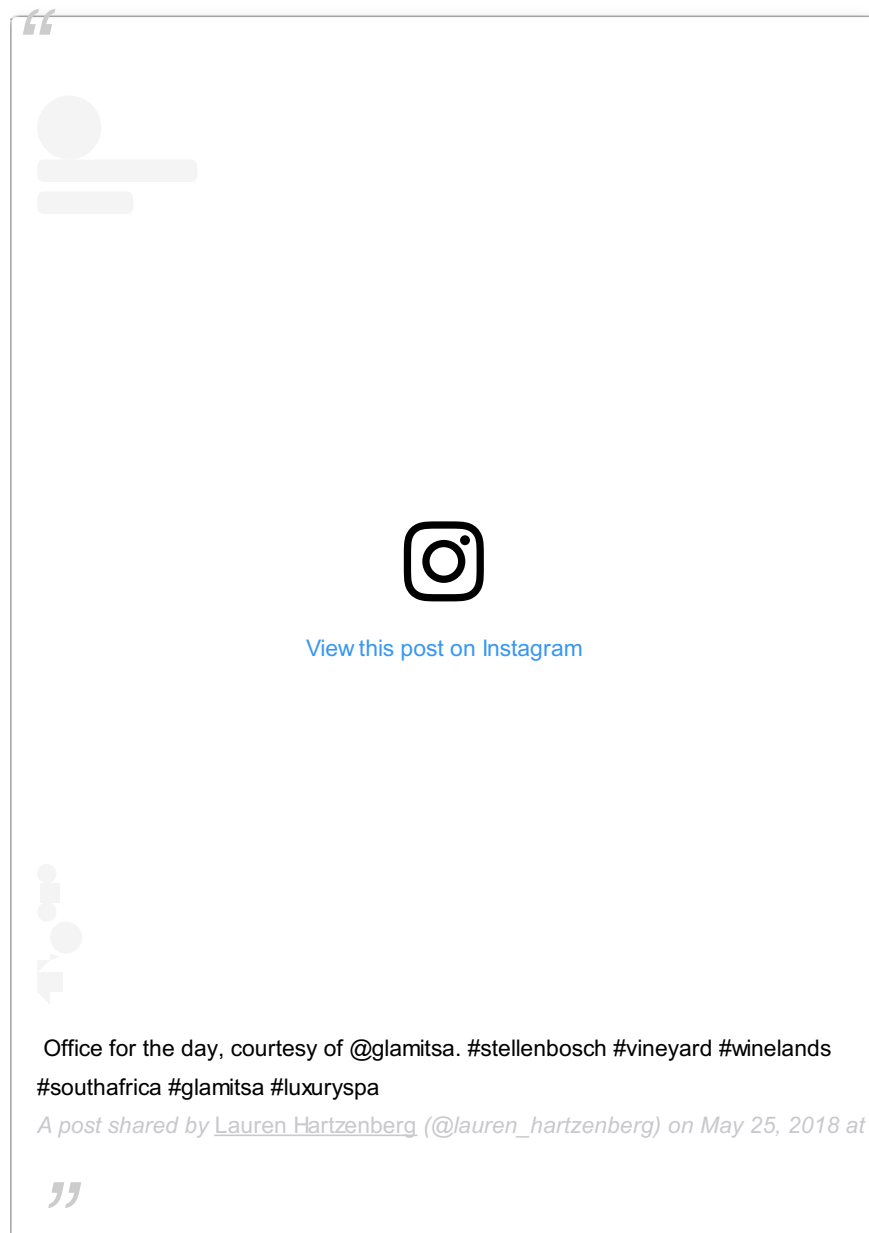 “
View this post on Instagram
Office for the day, courtesy of @glamitsa. #stellenbosch #vineyard #winelands
#southafrica #glamitsa #luxuryspa
A post shared by Lauren Hartzenberg (@lauren_hartzenberg) on May 25, 2018 at
”